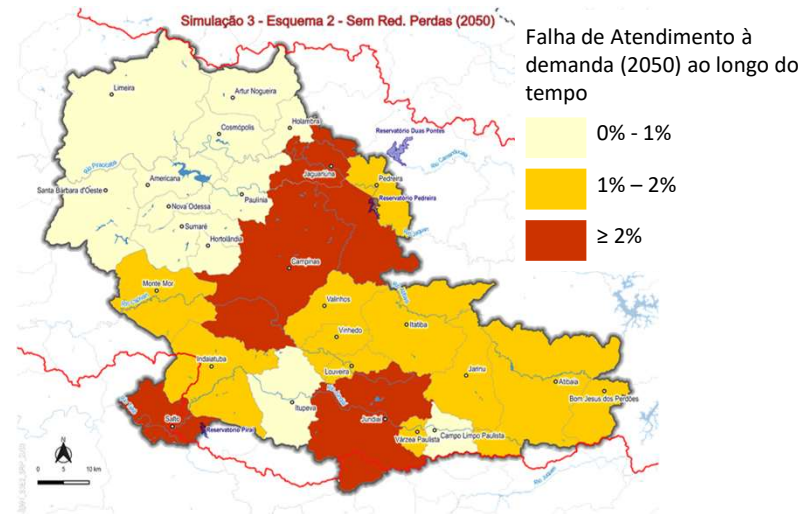 Simulação 3 - Esquema 2 - Sem Red. Perdas (2050)
Falha de Atendimento à
demanda (2050) ao longo do
tempo
0% - 1%
1% – 2%
≥ 2%
Limeira
Artur Nogueira
Holambra
Cosmópolis
Reservatório Duas Pontes
Jaguariúna
Pedreira
Reservatório Pedreira
Santa Bárbara d'Oeste
Americana
Paulínia
Nova Odessa
Sumaré
Hortolândia
Campinas
Monte Mor
Valinhos
Vinhedo
Itatiba
Indaiatuba
Louveira
Jarinu
Atibaia
Bom Jesus dos Perdões
Itupeva
Salto
Reservatório Piraí
Jundiaí
Várzea Paulista
Campo Limpo Paulista
N
0 5 10 km